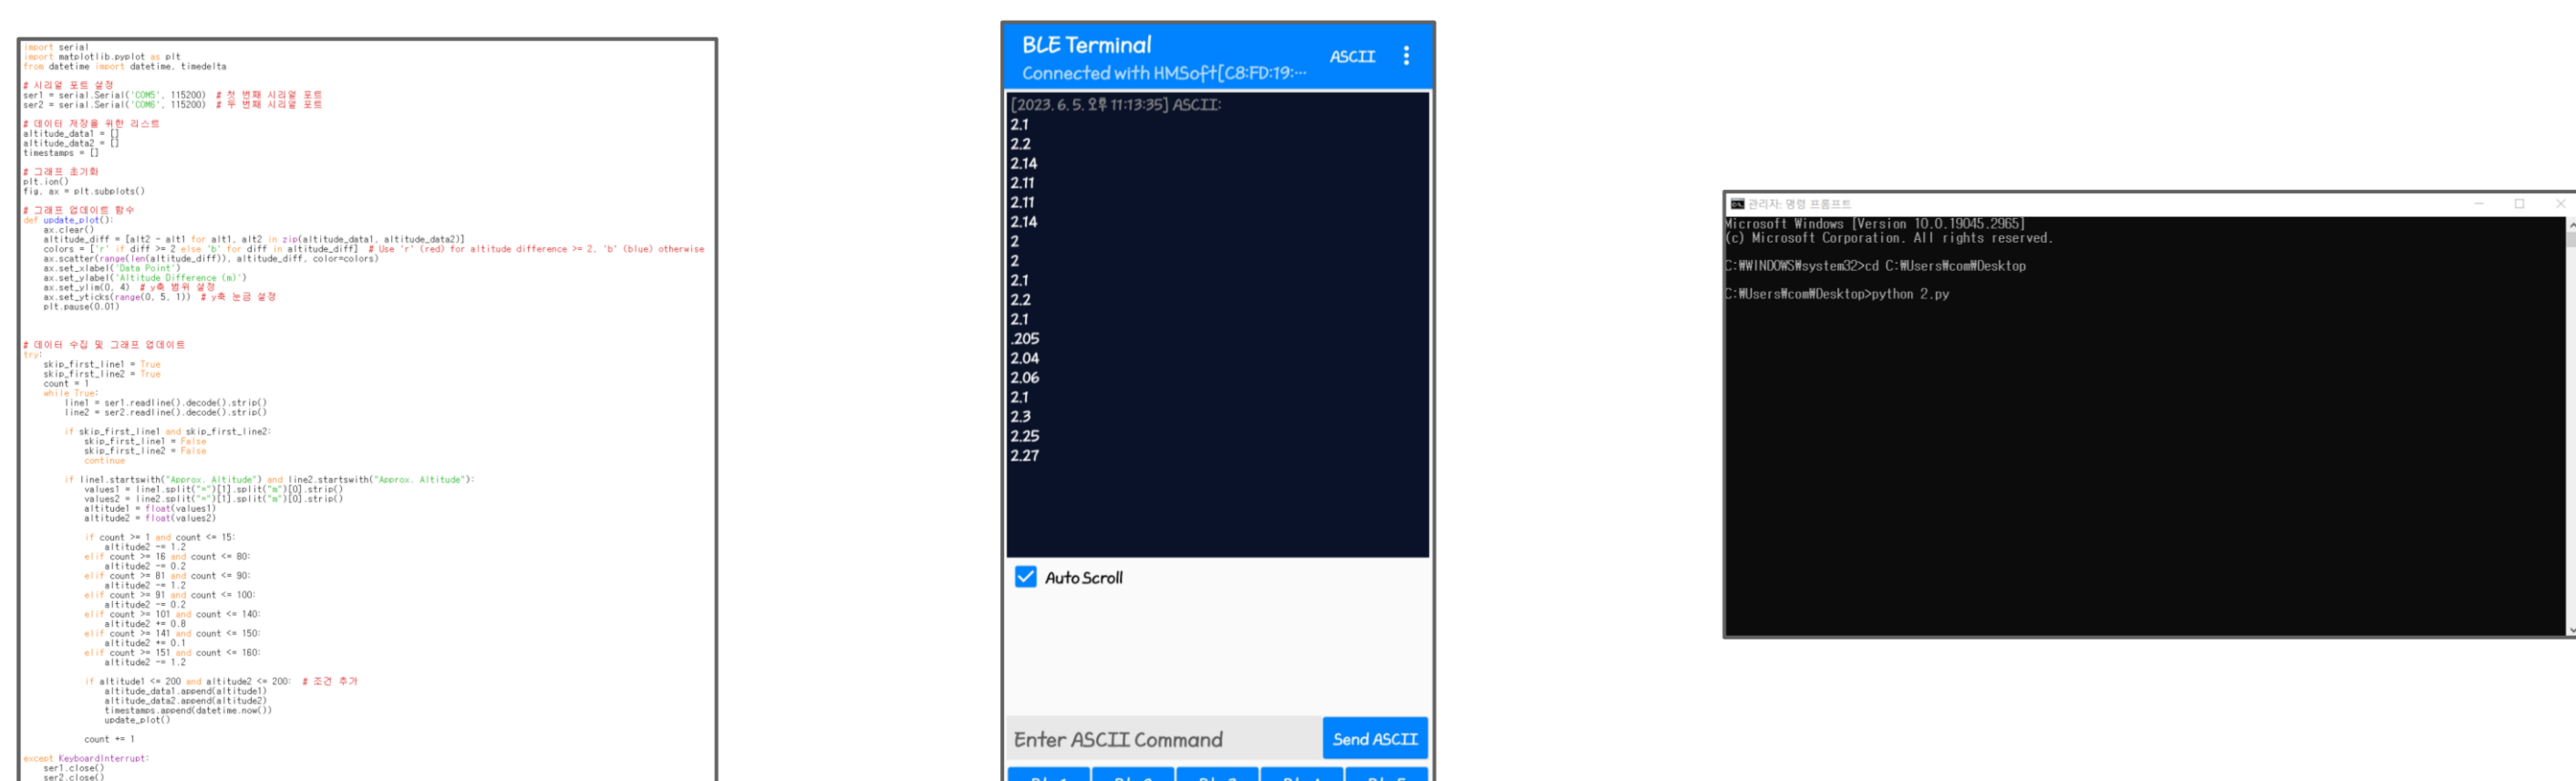 import serial
import matplotlib.pyplot as plt
from datetime import datetime, timedelta
# 시리얼 포트 설정
ser1 = serial.Serial('COM5', 115200)  # 첫 번째 시리얼 포트
ser2 = serial.Serial('COM6', 115200)  # 두 번째 시리얼 포트
# 데이터 저장을 위한 리스트
altitude_data1 = []
altitude_data2 = []
timestamps = []
# 그래프 초기화
plt.ion()
fig, ax = plt.subplots()
# 그래프 업데이트 함수
def update_plot():
ax.clear()
altitude_diff = [alt2 - alt1 for alt1, alt2 in zip(altitude_data1, altitude_data2)]
colors = ['r' if diff >= 2 else 'b' for diff in altitude_diff]  # Use 'r' (red) for altitude difference >= 2, 'b' (blue) otherwise
ax.scatter(range(len(altitude_diff)), altitude_diff, color=colors)
ax.set_xlabel('Data Point')
ax.set_ylabel('Altitude Difference (m)')
ax.set_ylim(0, 4)  # y축 범위 설정
ax.set_yticks(range(0, 5, 1))  # y축 눈금 설정
plt.pause(0.01)
# 데이터 수집 및 그래프 업데이트
try:
skip_first_line1 = True
skip_first_line2 = True
count = 1
while True:
line1 = ser1.readline().decode().strip()
line2 = ser2.readline().decode().strip()
if skip_first_line1 and skip_first_line2:
skip_first_line1 = False
skip_first_line2 = False
continue
if line1.startswith("Approx. Altitude") and line2.startswith("Approx. Altitude"):
values1 = line1.split("=")[1].split("m")[0].strip()
values2 = line2.split("=")[1].split("m")[0].strip()
altitude1 = float(values1)
altitude2 = float(values2)
if count >= 1 and count <= 15:
altitude2 -= 1.2
elif count >= 16 and count <= 80:
altitude2 -= 0.2
elif count >= 81 and count <= 90:
altitude2 -= 1.2
elif count >= 91 and count <= 100:
altitude2 -= 0.2
elif count >= 101 and count <= 140:
altitude2 += 0.8
elif count >= 141 and count <= 150:
altitude2 += 0.1
elif count >= 151 and count <= 160:
altitude2 -= 1.2
if altitude1 <= 200 and altitude2 <= 200:  # 조건 추가
altitude_data1.append(altitude1)
altitude_data2.append(altitude2)
timestamps.append(datetime.now())
update_plot()
count += 1
except KeyboardInterrupt:
ser1.close()
ser2.close()
BLE Terminal
Connected with HMSoft[C8:FD:19:...
ASCII
[2023. 6. 5. 오후 11:13:35] ASCII:
2.1
2.2
2.14
2.11
2.11
2.14
2
2
2.1
2.2
2.1
.205
2.04
2.06
2.1
2.3
2.25
2.27
Auto Scroll
Enter ASCII Command
Send ASCII
관리자: 명령 프롬프트
Microsoft Windows [Version 10.0.19045.2965]
(c) Microsoft Corporation. All rights reserved.
C:₩WINDOWS₩system32>cd C:₩Users₩com₩Desktop
C:₩Users₩com₩Desktop>python 2.py